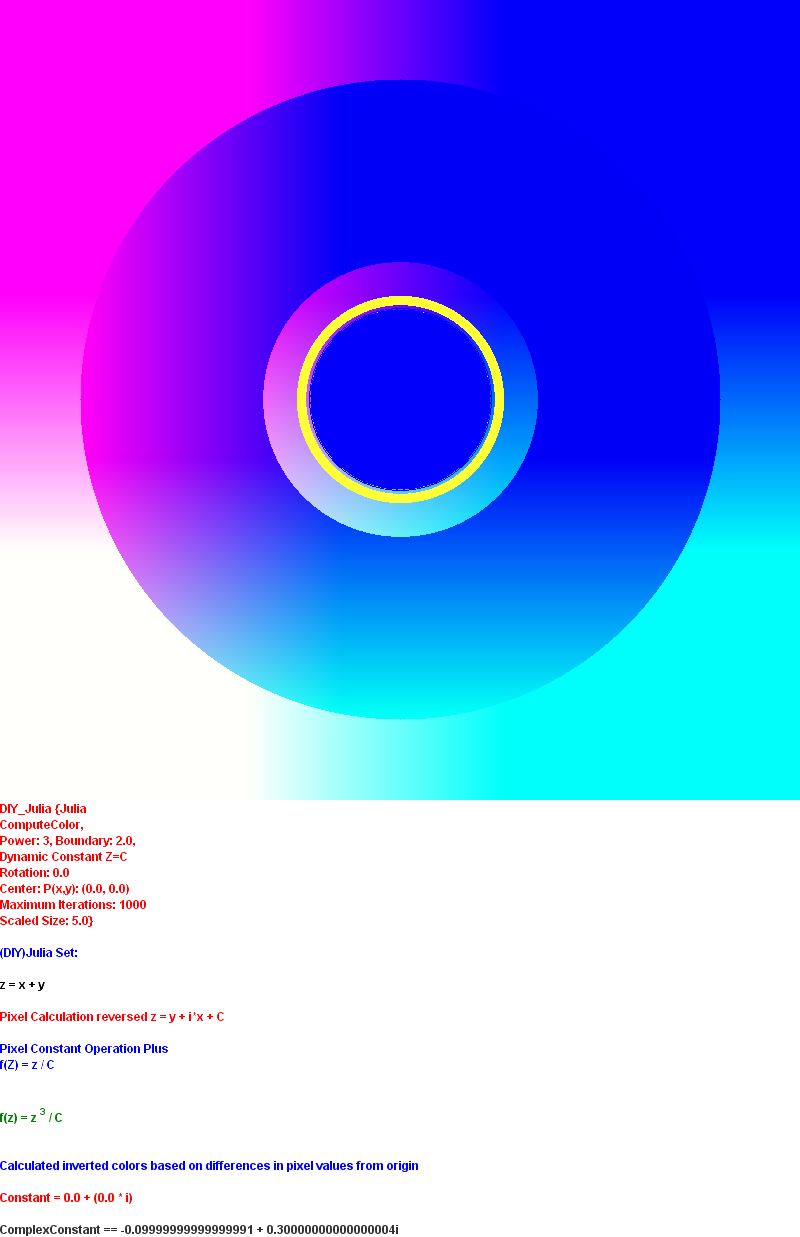 DIY_Julia {Julia
ComputeColor,
Power: 3, Boundary: 2.0,
Dynamic Constant Z=C
Rotation: 0.0
Center: P(x,y): (0.0, 0.0)
Maximum Iterations: 1000
Scaled Size: 5.0}
(DIY)Julia Set:
z = x + y
Pixel Calculation reversed z = y + i*x + C
Pixel Constant Operation Plus
f(Z) = z / C
f(z) = z ³ / C
Calculated inverted colors based on differences in pixel values from origin
Constant = 0.0 + (0.0 * i)
ComplexConstant == -0.09999999999999991 + 0.30000000000000004i